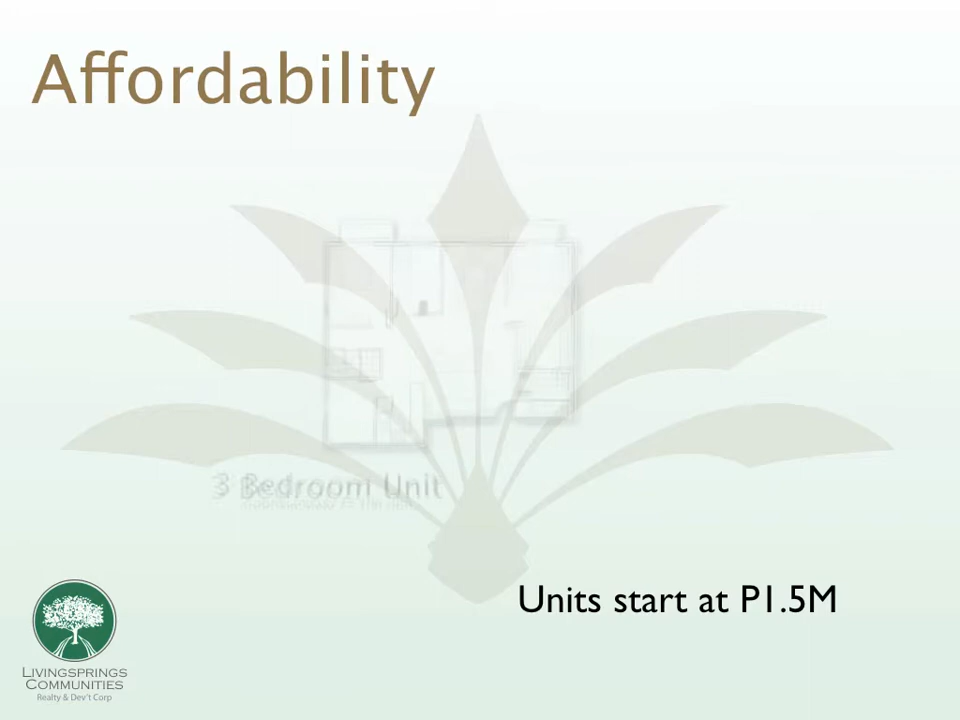 Affordability
3 Bedroom Unit
Units start at P1.5M
LIVINGSPRINGS
COMMUNITIES
Realty & Dev't Corp